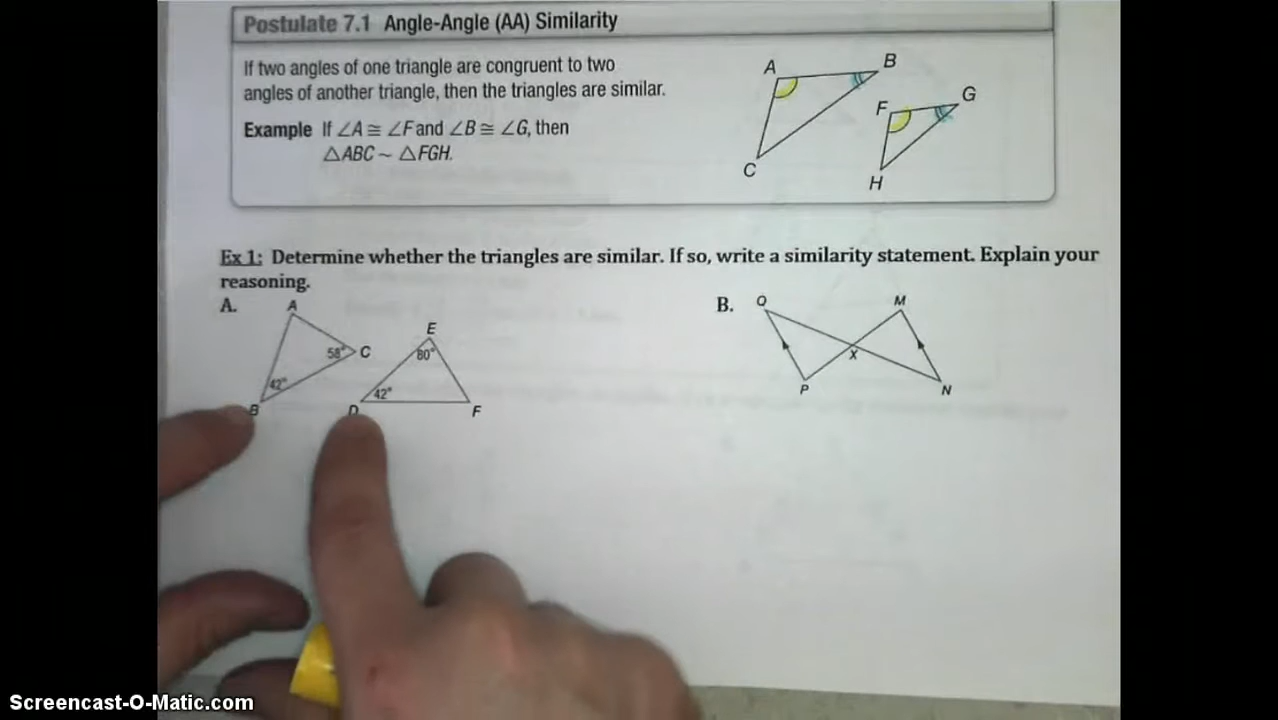 Postulate 7.1 Angle-Angle (AA) Similarity
If two angles of one triangle are congruent to two
angles of another triangle, then the triangles are similar.
Example If ∠A ≅ ∠F and ∠B ≅ ∠G, then
△ABC ~ △FGH.
A
B
C
F
G
H
Ex 1: Determine whether the triangles are similar. If so, write a similarity statement. Explain your
reasoning.
A.
A
58°
C
42°
B
E
80°
42°
D
F
B.
Q
M
X
P
N
Screencast-O-Matic.com